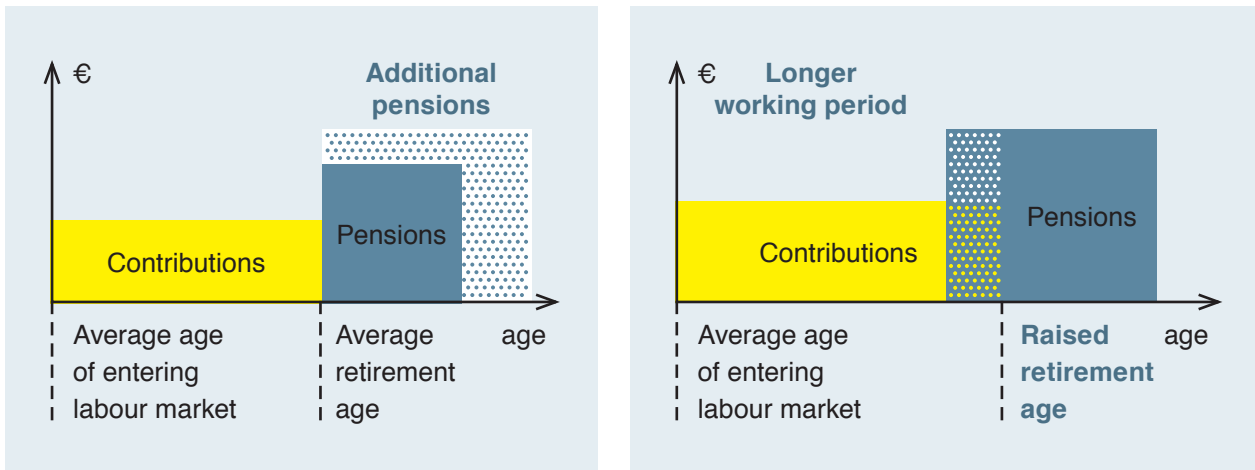 €
Additional
pensions
Pensions
Contributions
Average age
of entering
labour market
Average
retirement
age
age
€
Longer
working period
Pensions
Contributions
Average age
of entering
labour market
Raised
retirement
age
age